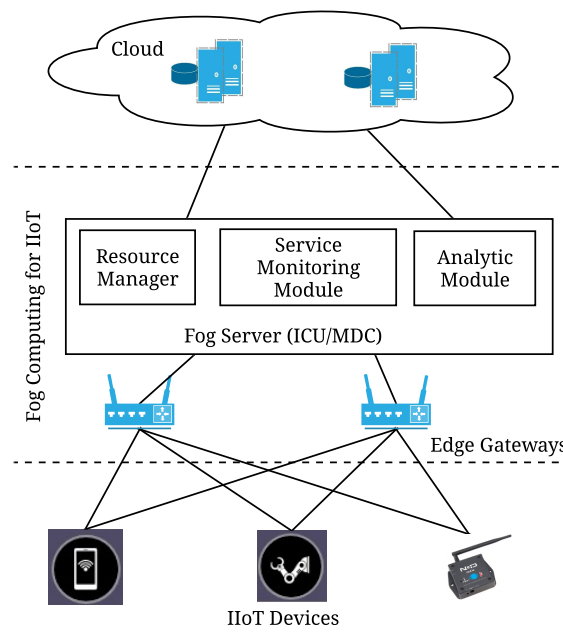 Cloud
Fog Computing for IIoT
Resource
Manager
Service
Monitoring
Module
Analytic
Module
Fog Server (ICU/MDC)
Edge Gateways
IIoT Devices